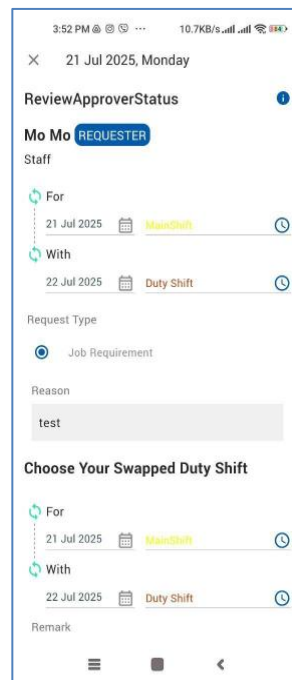 3:52 PM ··· 10.7KB/s
21 Jul 2025, Monday
ReviewApproverStatus
Mo Mo REQUESTER
Staff
For
21 Jul 2025 MainShift
With
22 Jul 2025 Duty Shift
Request Type
Job Requirement
Reason
test
Choose Your Swapped Duty Shift
For
21 Jul 2025 MainShift
With
22 Jul 2025 Duty Shift
Remark